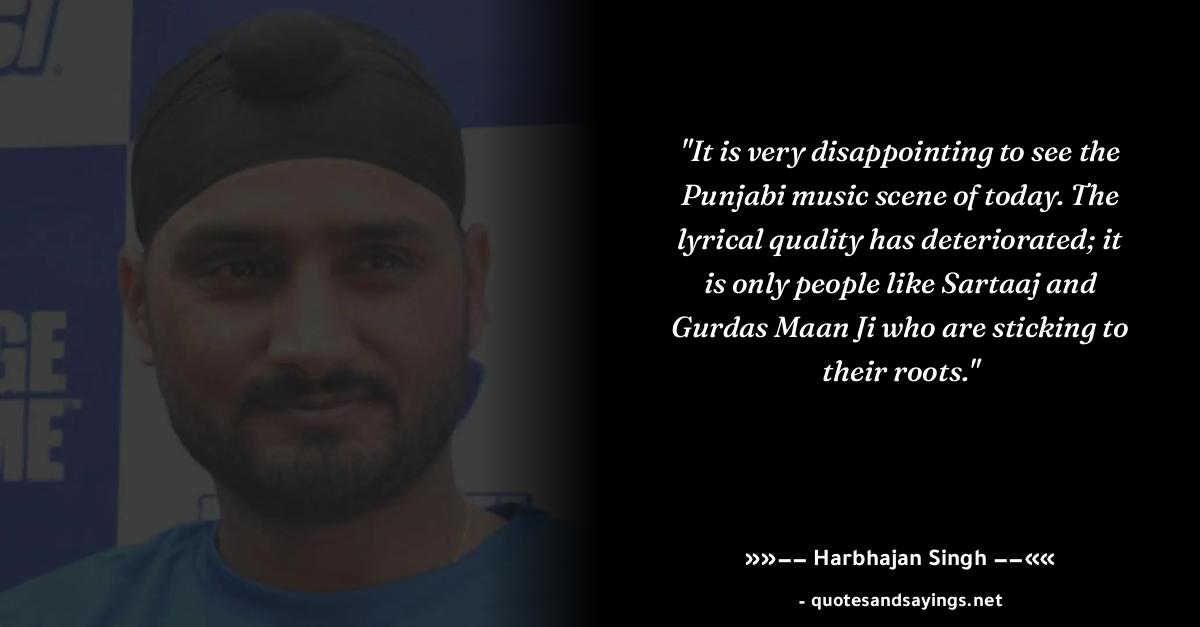 "It is very disappointing to see the
Punjabi music scene of today. The
lyrical quality has deteriorated; it
is only people like Sartaaj and
Gurdas Maan Ji who are sticking to
their roots."
»»–– Harbhajan Singh ––««
- quotesandsayings.net